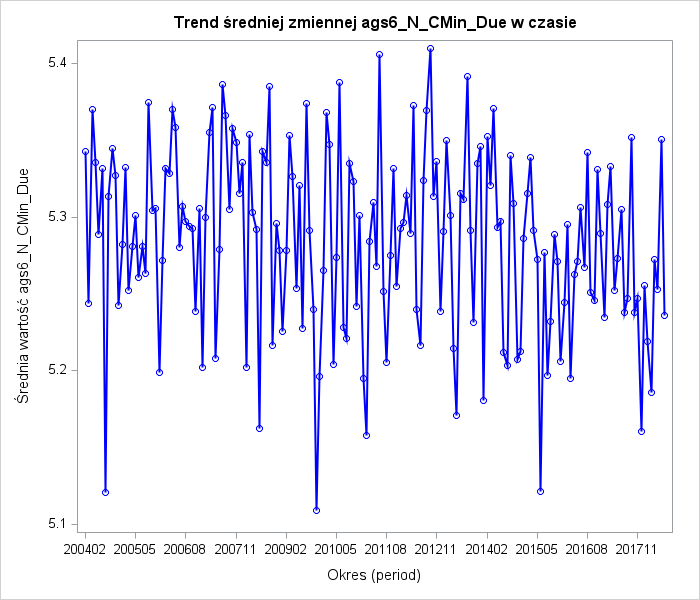 Trend średniej zmiennej ags6_N_CMin_Due w czasie
Średnia wartość ags6_N_CMin_Due
5.4
5.3
5.2
5.1
200402 200505 200608 200711 200902 201005 201108 201211 201402 201505 201608 201711
Okres (period)